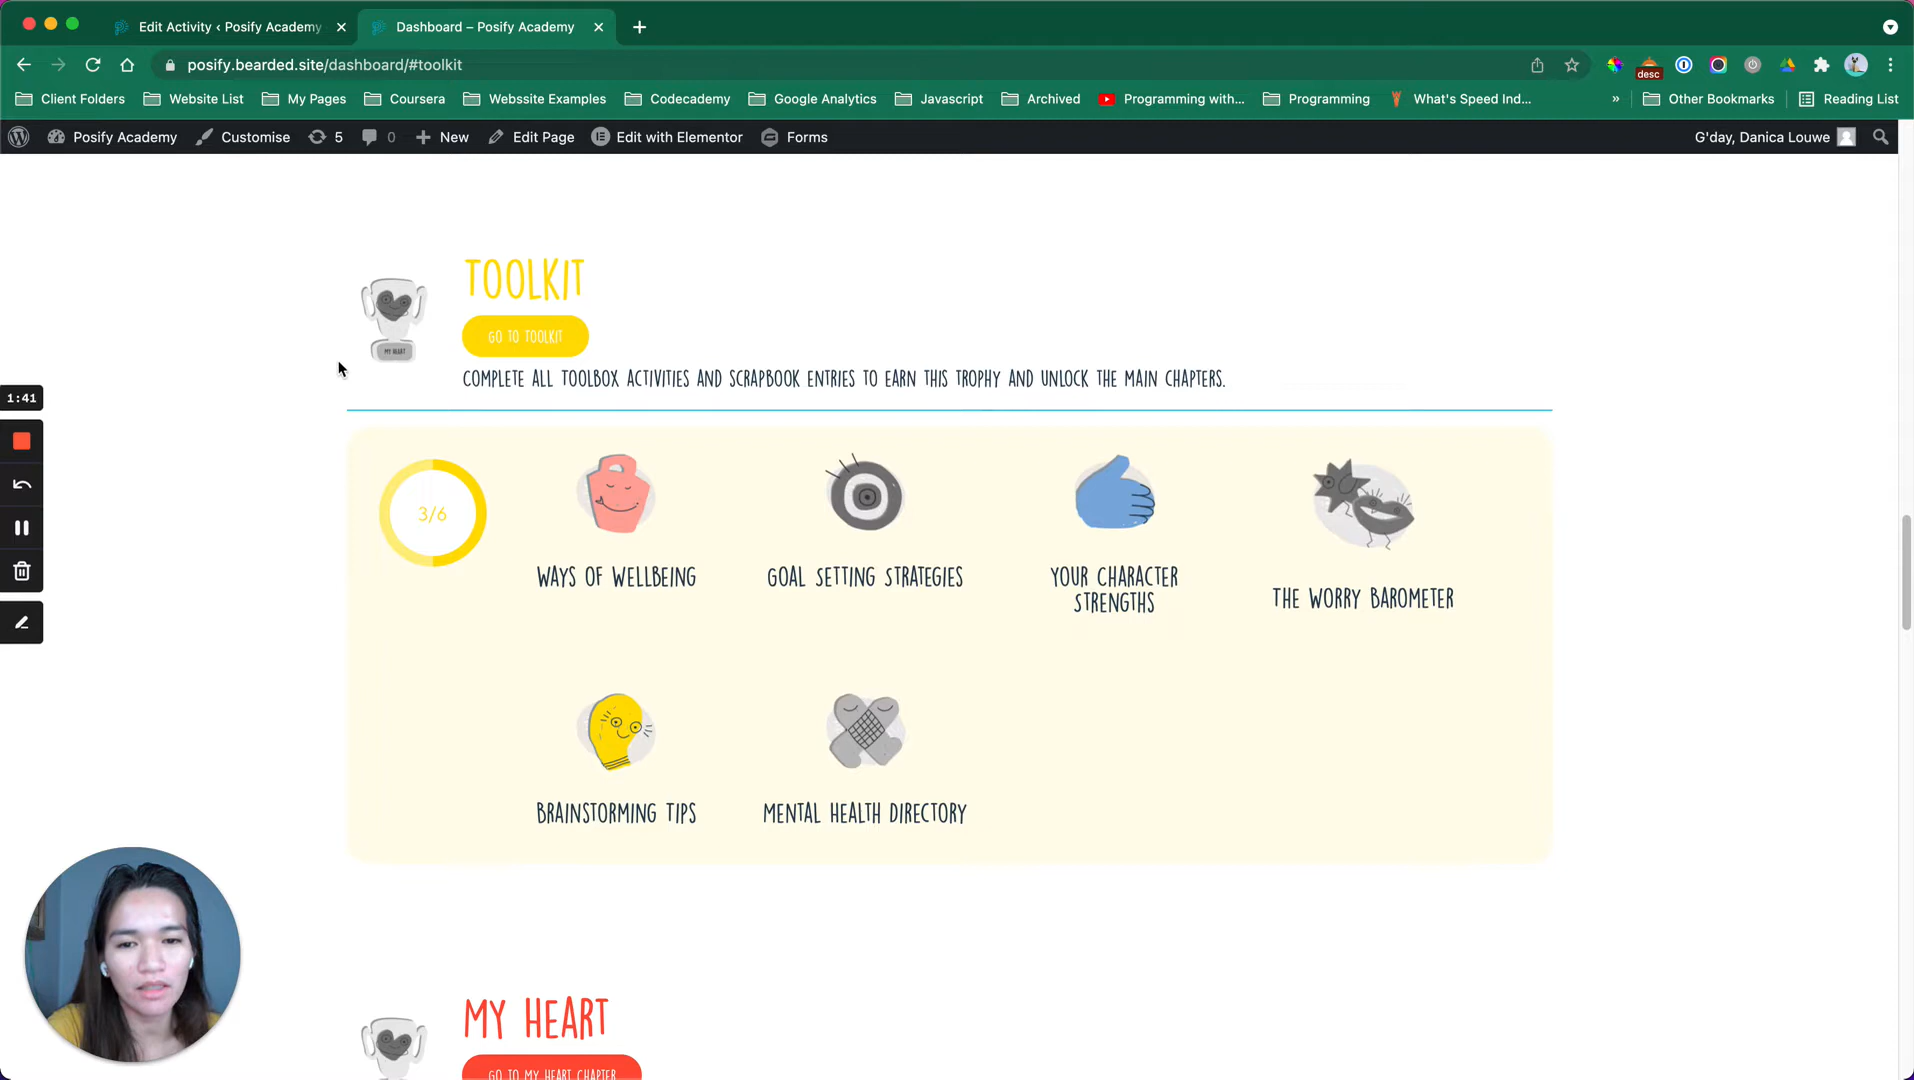 Edit Activity ‹ Posify Academy
Dashboard – Posify Academy
posify.bearded.site/dashboard/#toolkit
desc
Client Folders
Website List
My Pages
Coursera
Webssite Examples
Codecademy
Google Analytics
Javascript
Archived
Programming with...
Programming
What's Speed Ind...
»
Other Bookmarks
Reading List
Posify Academy
Customise
5
0
New
Edit Page
Edit with Elementor
Forms
G'day, Danica Louwe
TOOLKIT
GO TO TOOLKIT
MY HEART
COMPLETE ALL TOOLBOX ACTIVITIES AND SCRAPBOOK ENTRIES TO EARN THIS TROPHY AND UNLOCK THE MAIN CHAPTERS.
1:41
3/6
WAYS OF WELLBEING
GOAL SETTING STRATEGIES
YOUR CHARACTER
STRENGTHS
THE WORRY BAROMETER
BRAINSTORMING TIPS
MENTAL HEALTH DIRECTORY
MY HEART
GO TO MY HEART CHAPTER